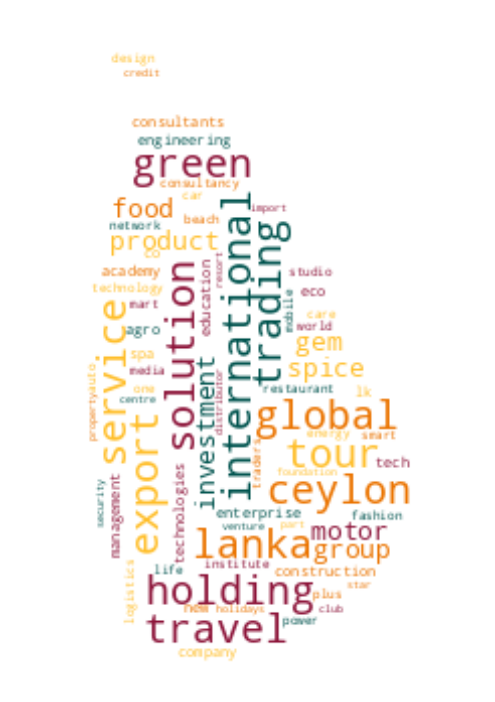 design
credit
consultants
engineering
green
consultancy
car
food
import
beach
network
product
international
trading
co
resort
academy
solution
education
studio
technology
mobile
eco
mart
service
world
care
agro
gem
spa
investment
spice
media
distributor
property
auto
one
restaurant
lk
centre
global
export
energy
smart
tour
traders
tech
technologies
foundation
management
security
ceylon
enterprise
fashion
venture
part
motor
lanka
group
institute
life
construction
logistics
holding
star
plus
new
holidays
club
travel
power
company